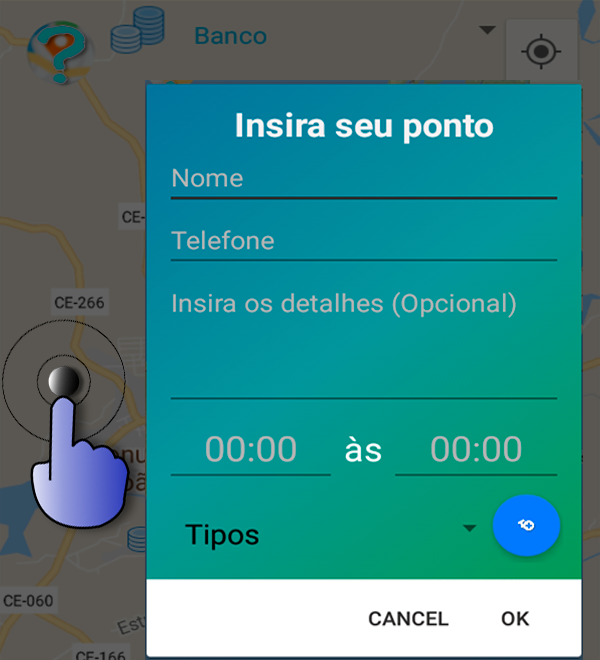 Banco
Insira seu ponto
Nome
CE-
Telefone
CE-266
Insira os detalhes (Opcional)
00:00 às 00:00
Tipos
CE-060
CANCEL OK
CE-166